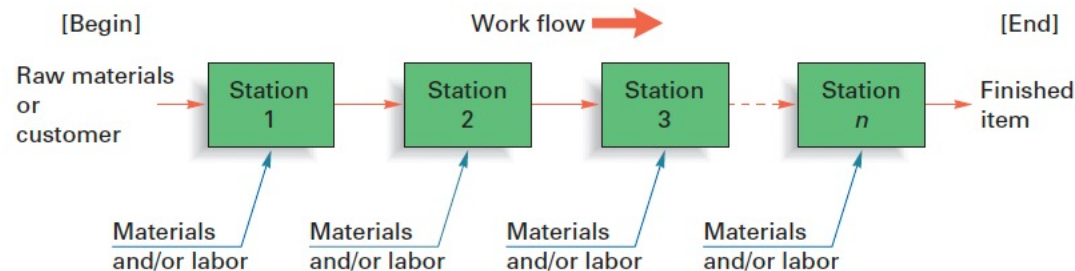 [Begin]
Work flow
[End]
Raw materials
or
customer
Station
1
Station
2
Station
3
Station
n
Finished
item
Materials
and/or labor
Materials
and/or labor
Materials
and/or labor
Materials
and/or labor